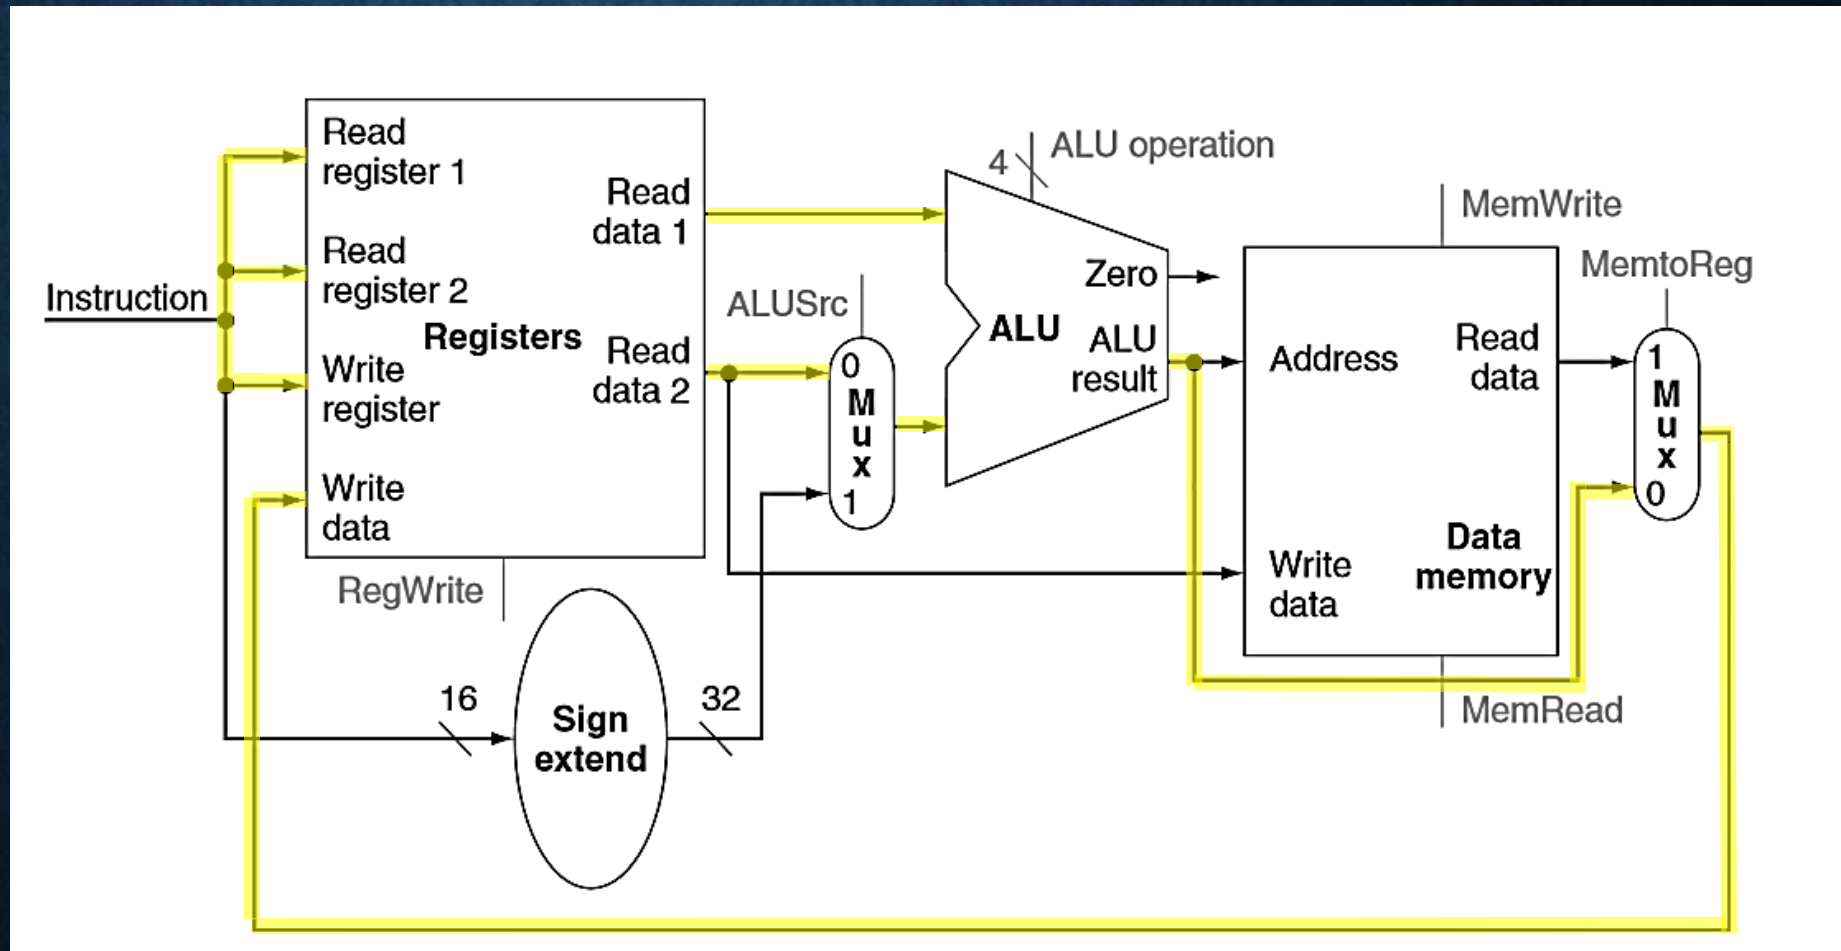 Instruction
Read
register 1
Read
register 2
Registers
Write
register
Write
data
Read
data 1
Read
data 2
RegWrite
16
Sign
extend
32
ALUSrc
0
M
u
x
1
4
ALU operation
ALU
Zero
ALU
result
MemWrite
Address
Read
data
Write
data
Data
memory
MemRead
MemtoReg
1
M
u
x
0